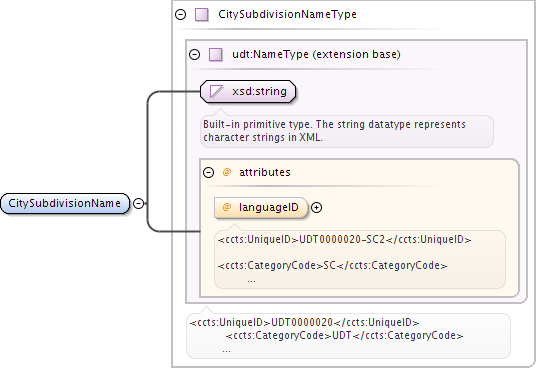 CitySubdivisionNameType
udt:NameType (extension base)
xsd:string
Built-in primitive type. The string datatype represents
character strings in XML.
attributes
languageID
CitySubdivisionName
<ccts:UniqueID>UDT0000020-SC2</ccts:UniqueID>
<ccts:CategoryCode>SC</ccts:CategoryCode>
...
<ccts:UniqueID>UDT0000020</ccts:UniqueID>
<ccts:CategoryCode>UDT</ccts:CategoryCode>
...